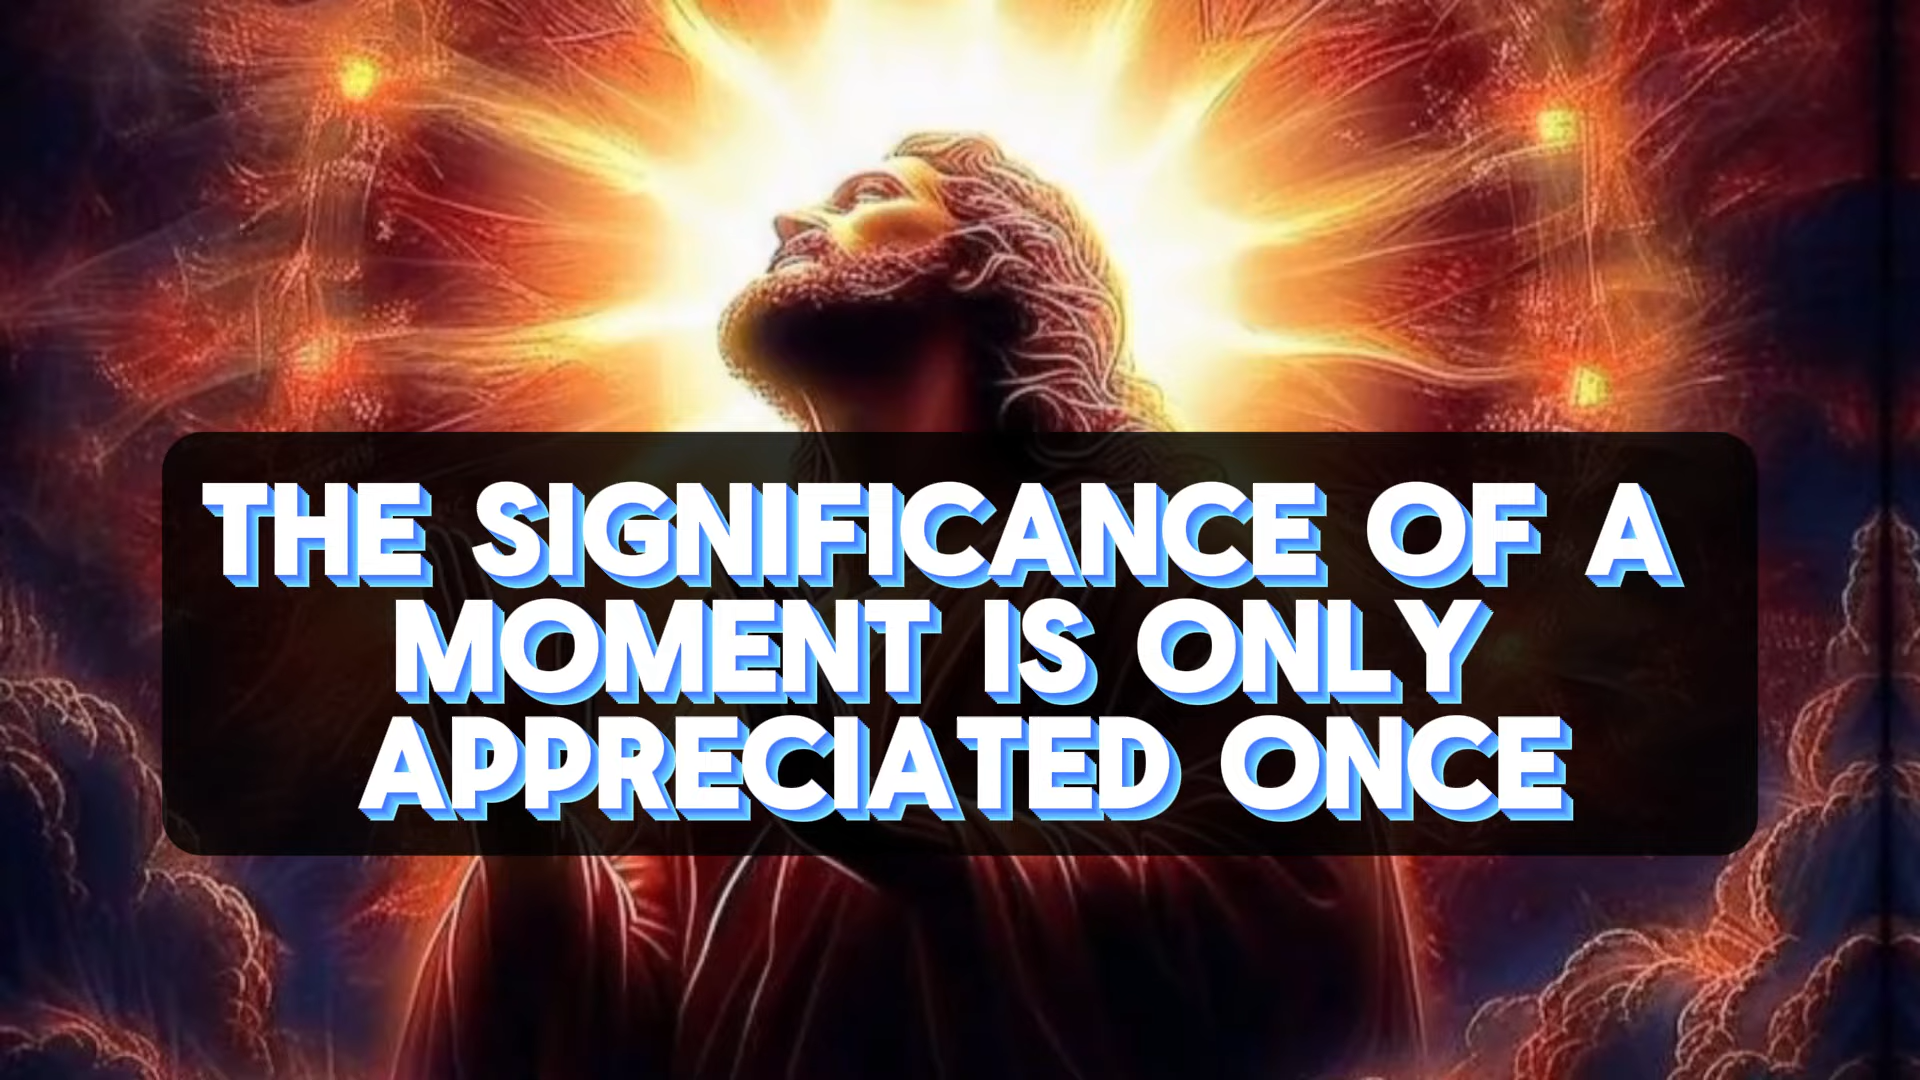 THE SIGNIFICANCE OF A
MOMENT IS ONLY
APPRECIATED ONCE